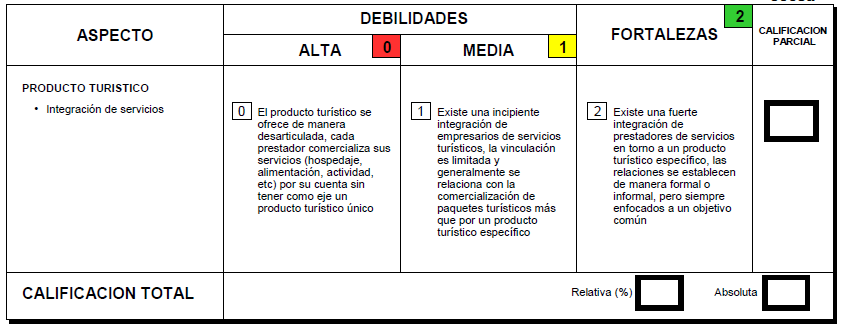 ASPECTO
DEBILIDADES
ALTA 0
MEDIA 1
FORTALEZAS 2
CALIFICACION
PARCIAL
PRODUCTO TURISTICO
• Integración de servicios
0 El producto turístico se
ofrece de manera
desarticulada, cada
prestador comercializa sus
servicios (hospedaje,
alimentación, actividad,
etc) por su cuenta sin
tener como eje un
producto turístico único
1 Existe una incipiente
integración de
empresarios de servicios
turísticos, la vinculación
es limitada y
generalmente se
relaciona con la
comercialización de
paquetes turísticos más
que por un producto
turístico específico
2 Existe una fuerte
integración de
prestadores de servicios
en torno a un producto
turístico específico, las
relaciones se establecen
de manera formal o
informal, pero siempre
enfocados a un objetivo
común
CALIFICACION TOTAL
Relativa (%)
Absoluta